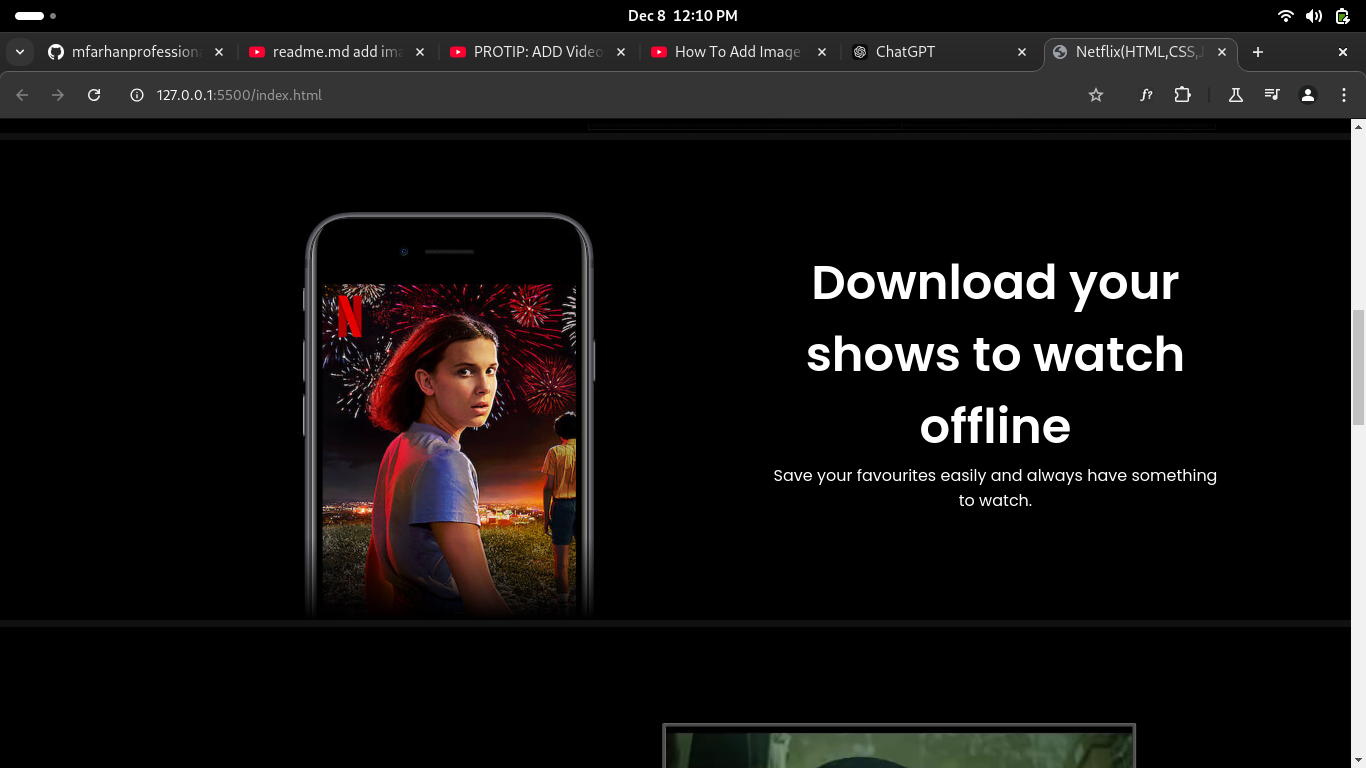 Dec 8 12:10 PM
mfarhanprofessiona
readme.md add ima
PROTIP: ADD Video
How To Add Image
ChatGPT
Netflix(HTML,CSS,J
127.0.0.1:5500/index.html
f?
N
Download your
shows to watch
offline
Save your favourites easily and always have something
to watch.